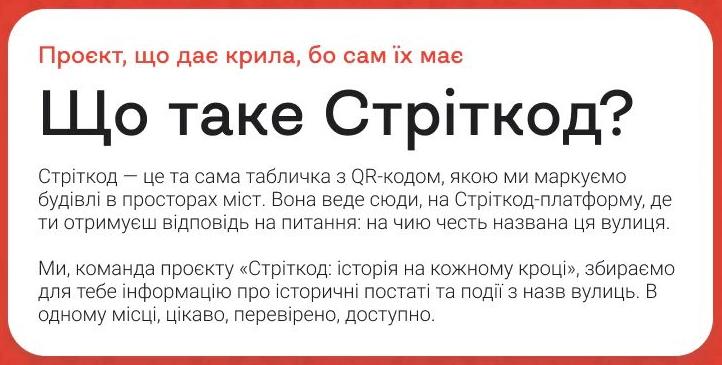 Проєкт, що дає крила, бо сам їх має
Що таке Стріткод?
Стріткод — це та сама табличка з QR-кодом, якою ми маркуємо
будівлі в просторах міст. Вона веде сюди, на Стріткод-платформу, де
ти отримуєш відповідь на питання: на чию честь названа ця вулиця.
Ми, команда проєкту «Стріткод: історія на кожному кроці», збираємо
для тебе інформацію про історичні постаті та події з назв вулиць. В
одному місці, цікаво, перевірено, доступно.